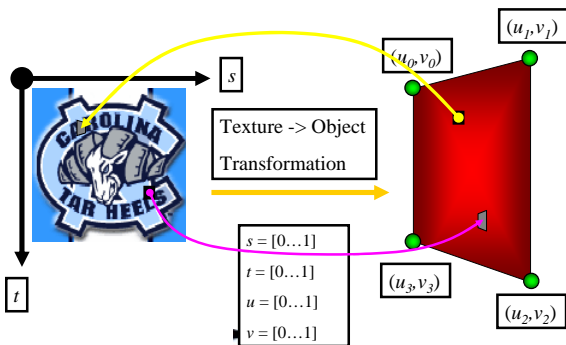 (u1,v1)
(u0,v0)
s
CAROLINA
TAR HEELS
Texture -> Object
Transformation
s = [0…1]
t = [0…1]
u = [0…1]
v = [0…1]
t
(u3,v3)
(u2,v2)